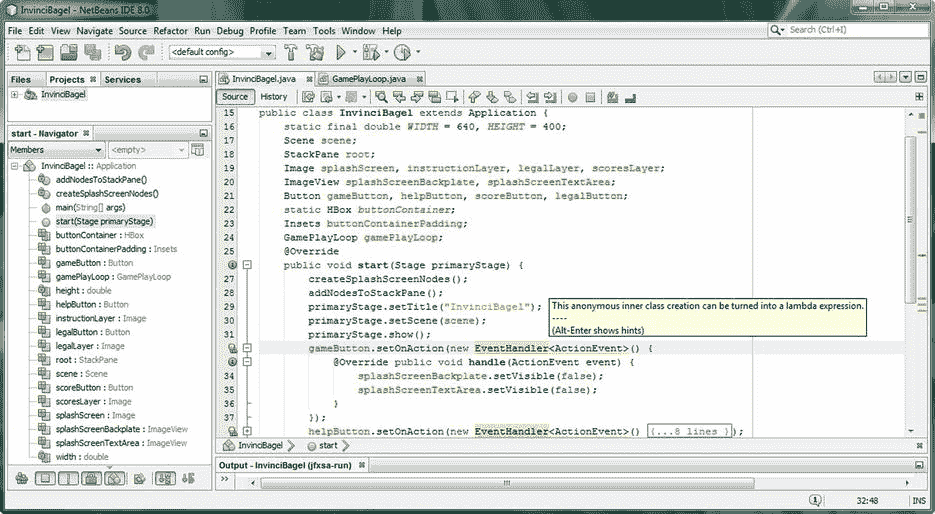 InvinciBagel - NetBeans IDE 8.0
File Edit View Navigate Source Refactor Run Debug Profile Team Tools Window Help
Search (Ctrl+I)
<default config>
Files Projects Services
InvinciBagel
start - Navigator
Members <empty>
InvinciBagel :: Application
addNodesToStackPane()
createSplashScreenNodes()
main(String[] args)
start(Stage primaryStage)
buttonContainer : HBox
buttonContainerPadding : Insets
gameButton : Button
gamePlayLoop : GamePlayLoop
height : double
helpButton : Button
instructionLayer : Image
legalButton : Button
legalLayer : Image
root : StackPane
scene : Scene
scoreButton : Button
scoresLayer : Image
splashScreen : Image
splashScreenBackplate : ImageView
splashScreenTextArea : ImageView
width : double
InvinciBagel.java GamePlayLoop.java
Source History
15 public class InvinciBagel extends Application {
16 static final double WIDTH = 640, HEIGHT = 400;
17 Scene scene;
18 StackPane root;
19 Image splashScreen, instructionLayer, legalLayer, scoresLayer;
20 ImageView splashScreenBackplate, splashScreenTextArea;
21 Button gameButton, helpButton, scoreButton, legalButton;
22 static HBox buttonContainer;
23 Insets buttonContainerPadding;
24 GamePlayLoop gamePlayLoop;
25 @Override
public void start(Stage primaryStage) {
27 createSplashScreenNodes();
28 addNodesToStackPane();
29 primaryStage.setTitle("InvinciBagel");
30 primaryStage.setScene(scene);
31 primaryStage.show();
gameButton.setOnAction(new EventHandler<ActionEvent>() {
@Override public void handle(ActionEvent event) {
34 splashScreenBackplate.setVisible(false);
35 splashScreenTextArea.setVisible(false);
36 }
37 });
helpButton.setOnAction(new EventHandler<ActionEvent>() {...8 lines });
This anonymous inner class creation can be turned into a lambda expression.
----
(Alt-Enter shows hints)
InvinciBagel start
Output - InvinciBagel (jfxsa-run)
1 32:48 INS